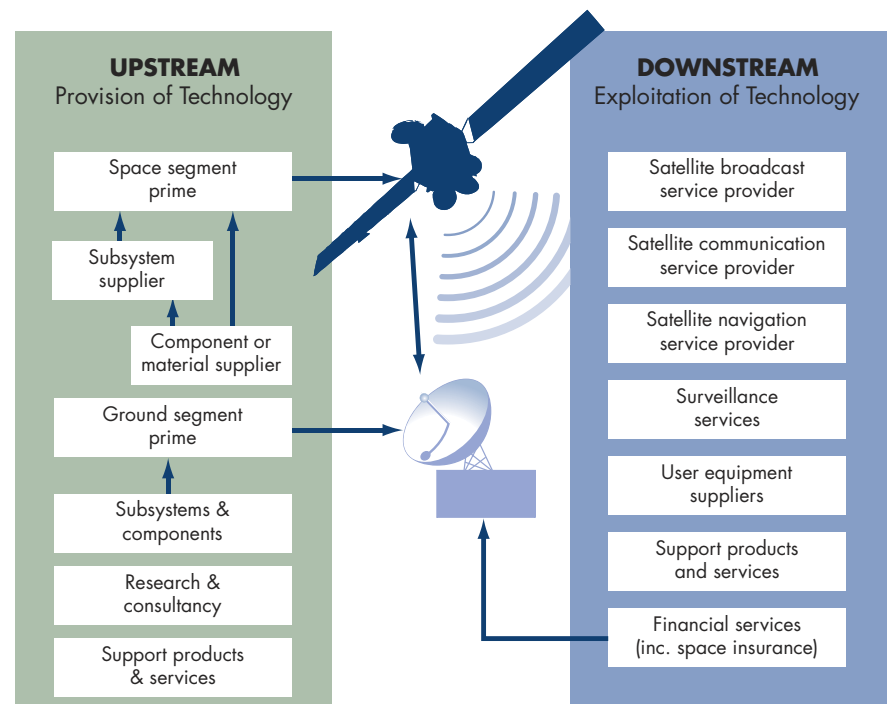 UPSTREAM
Provision of Technology
Space segment
prime
Subsystem
supplier
Component or
material supplier
Ground segment
prime
Subsystems &
components
Research &
consultancy
Support products
& services
DOWNSTREAM
Exploitation of Technology
Satellite broadcast
service provider
Satellite communication
service provider
Satellite navigation
service provider
Surveillance
services
User equipment
suppliers
Support products
and services
Financial services
(inc. space insurance)